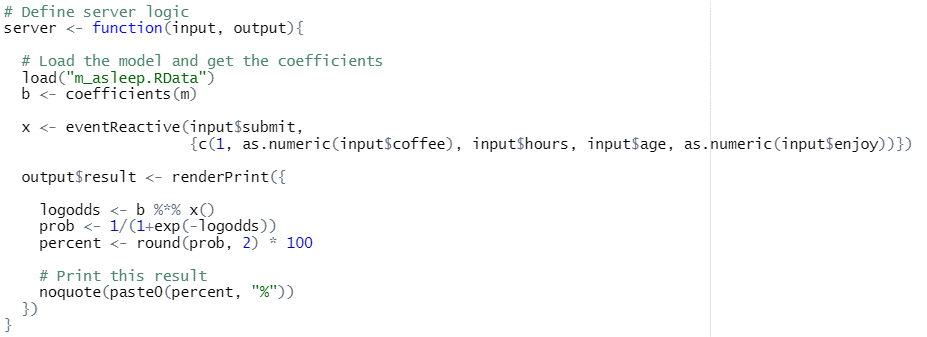 # Define server logic
server <- function(input, output){
# Load the model and get the coefficients
load("m_asleep.RData")
b <- coefficients(m)
x <- eventReactive(input$submit,
{c(1, as.numeric(input$coffee), input$hours, input$age, as.numeric(input$enjoy))})
output$result <- renderPrint({
logodds <- b %*% x()
prob <- 1/(1+exp(-logodds))
percent <- round(prob, 2) * 100
# Print this result
noquote(paste0(percent, "%"))
})
}